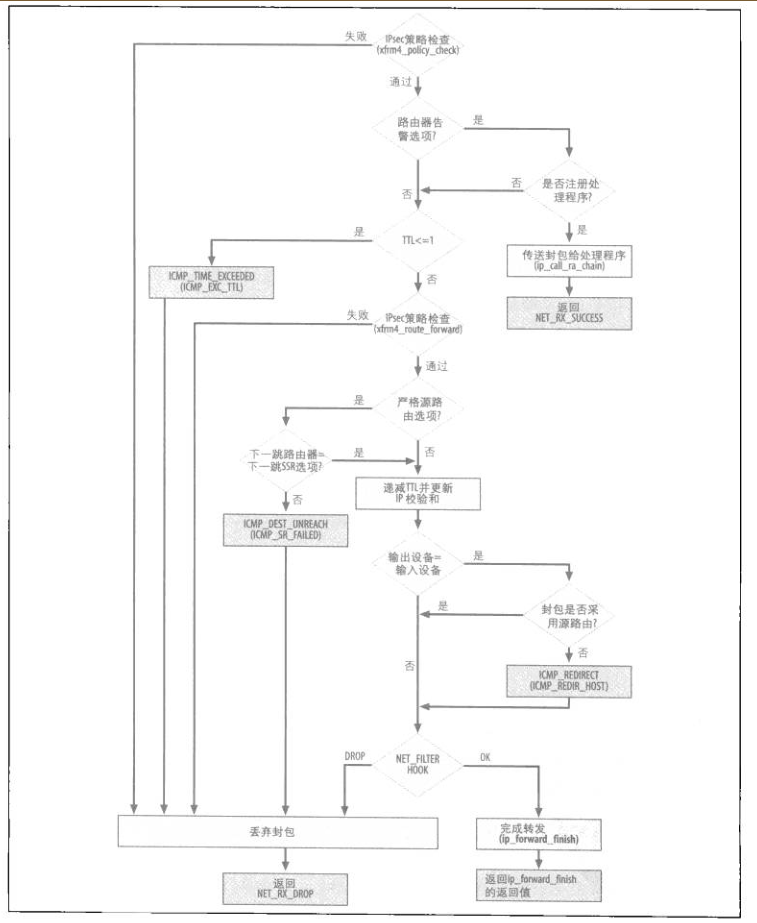 失败
IPsec策略检查
(xfrm4_policy_check)
通过
路由器告
警选项?
是
否
是否注册处
理程序?
否
是
传送封包给处理程序
(ip_call_ra_chain)
返回
NET_RX_SUCCESS
TTL<=1
是
ICMP_TIME_EXCEEDED
(ICMP_EXC_TTL)
否
失败
IPsec策略检查
(xfrm4_route_forward)
通过
严格源路
由选项?
是
否
下一跳路由器=
下一跳SSR选项?
是
否
递减TTL并更新
IP 校验和
ICMP_DEST_UNREACH
(ICMP_SR_FAILED)
输出设备=
输入设备
是
封包是否采
用源路由?
是
否
否
ICMP_REDIRECT
(ICMP_REDIR_HOST)
NET_FILTER
HOOK
DROP
OK
丢弃封包
完成转发
(ip_forward_finish)
返回
NET_RX_DROP
返回ip_forward_finish
的返回值